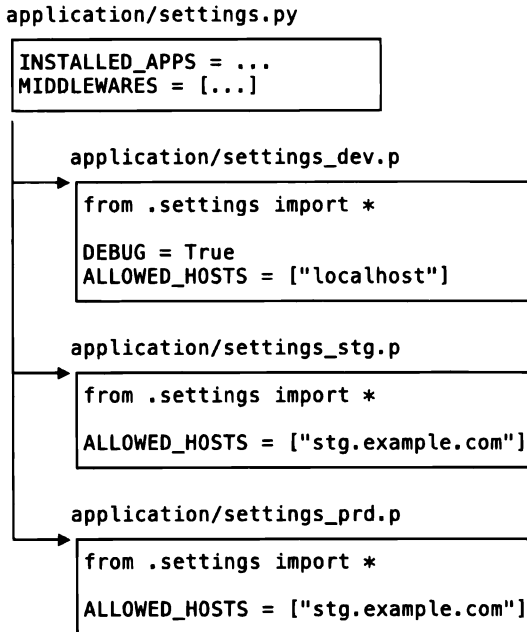 application/settings.py
INSTALLED_APPS = ...
MIDDLEWARES = [...]
application/settings_dev.p
from .settings import *
DEBUG = True
ALLOWED_HOSTS = ["localhost"]
application/settings_stg.p
from .settings import *
ALLOWED_HOSTS = ["stg.example.com"]
application/settings_prd.p
from .settings import *
ALLOWED_HOSTS = ["stg.example.com"]